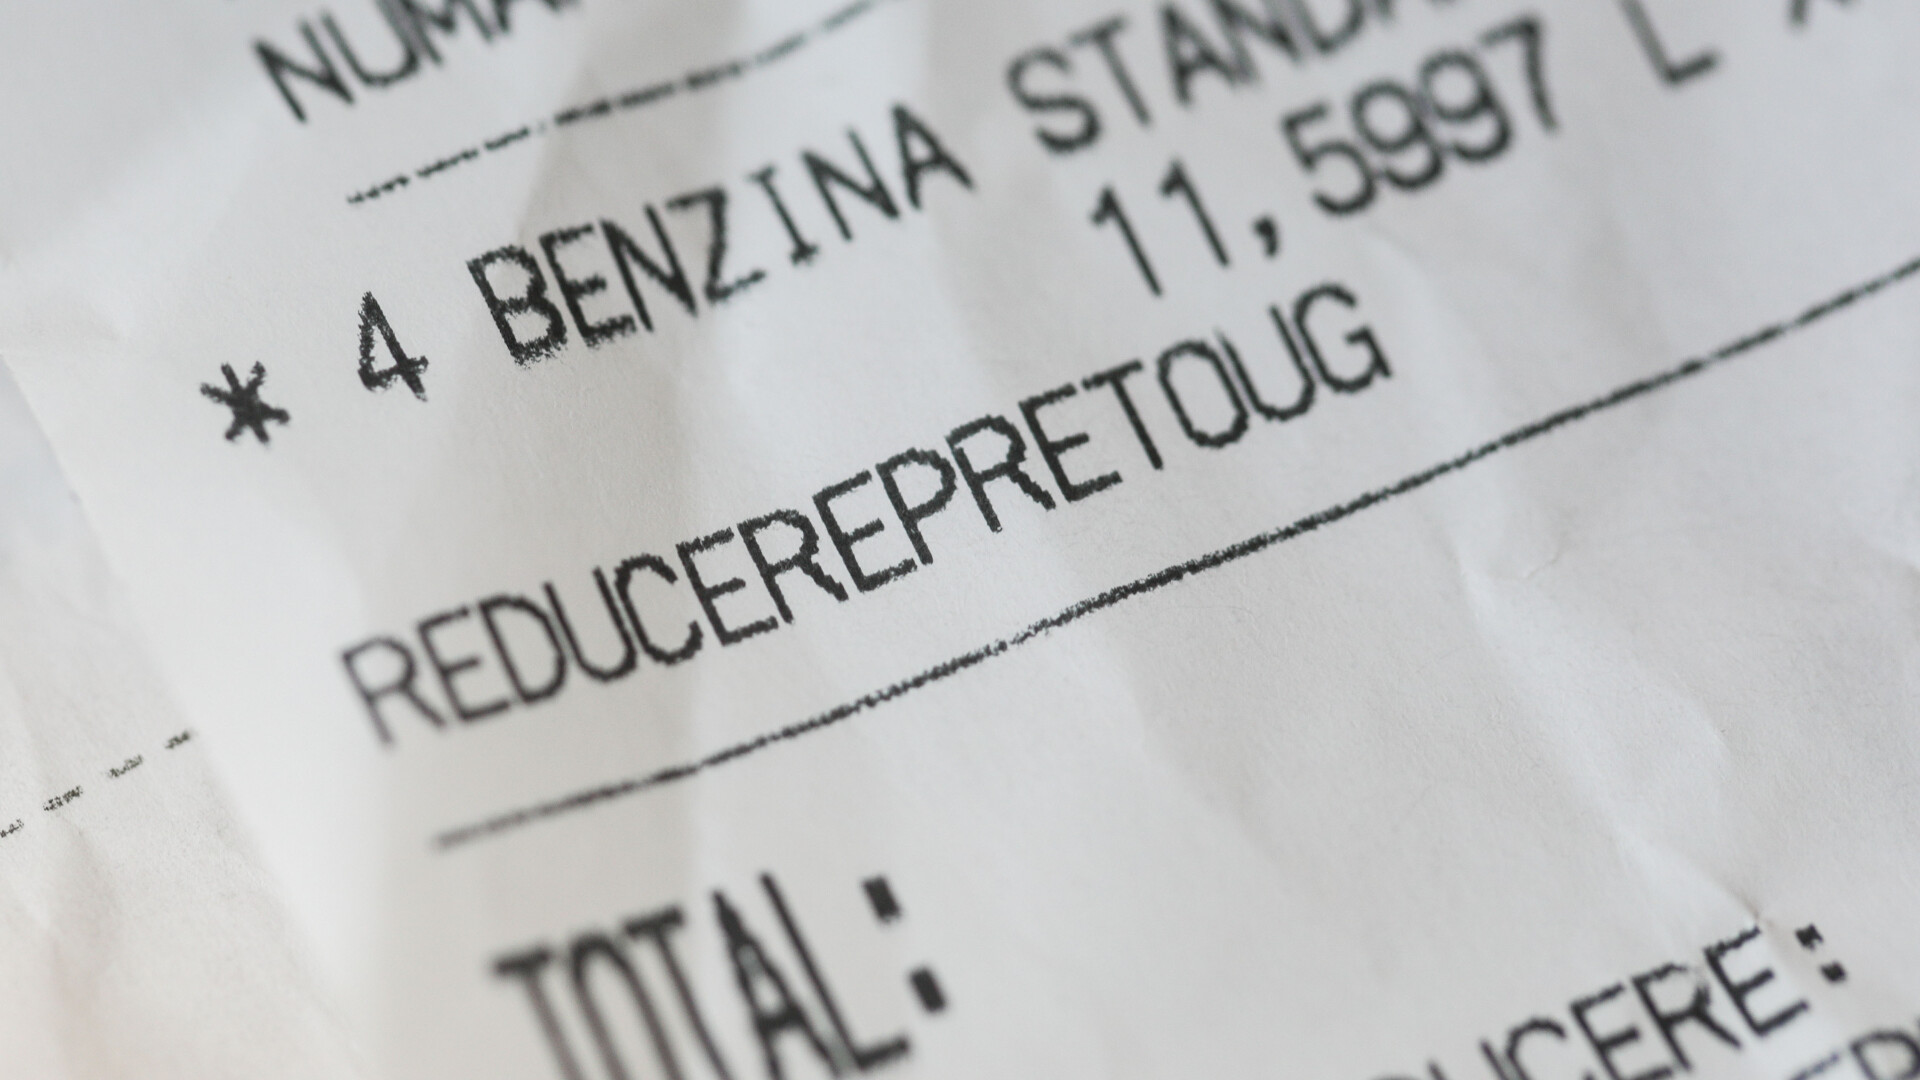 * 4 BENZINA
11,5997 L
REDUCEREPRETOUG
TOTAL: